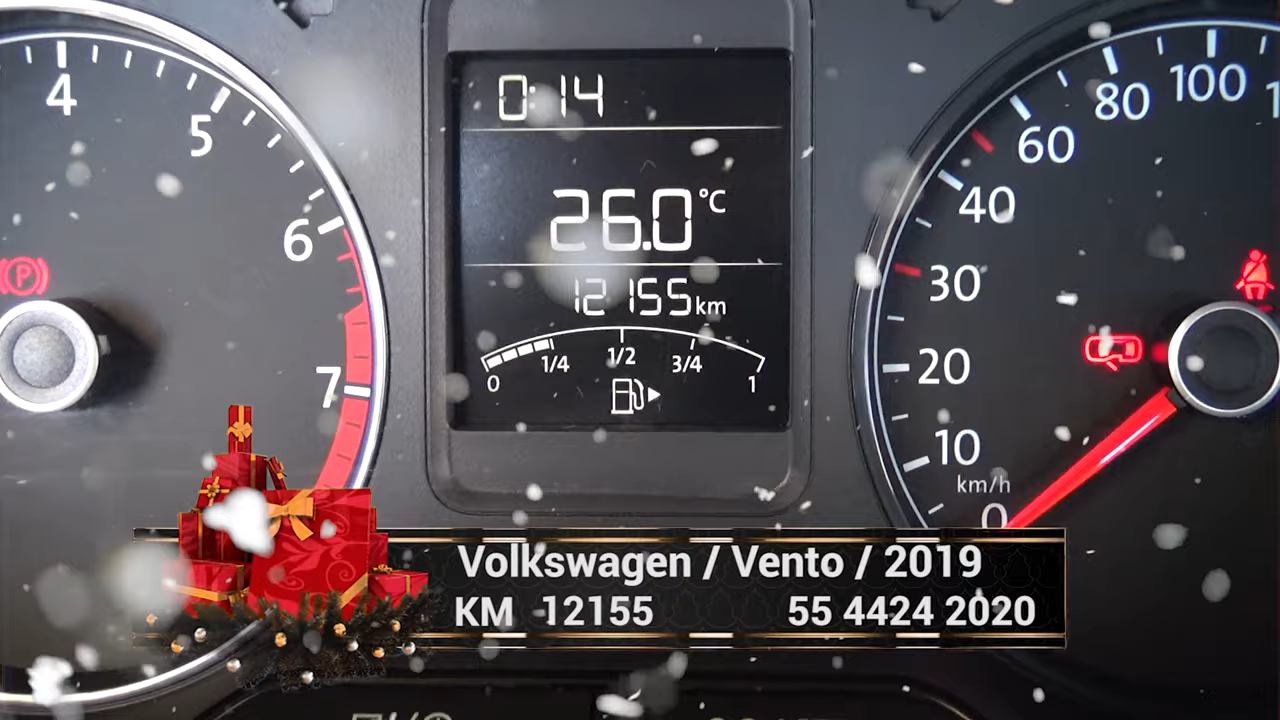 4
5
6
7
(P)
0:14
26.0°C
12155km
0 1/4 1/2 3/4 1
100
80
60
40
30
20
10
km/h
0
Volkswagen / Vento / 2019
KM 12155 55 4424 2020